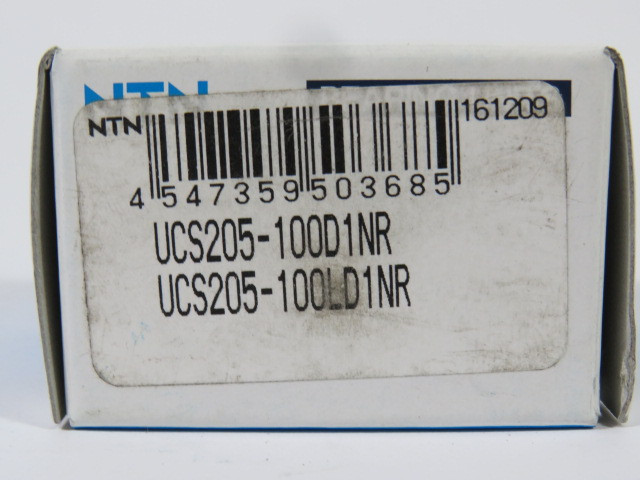 NTN
NTN 161209
4 547359 503685
UCS205-100D1NR
UCS205-100LD1NR